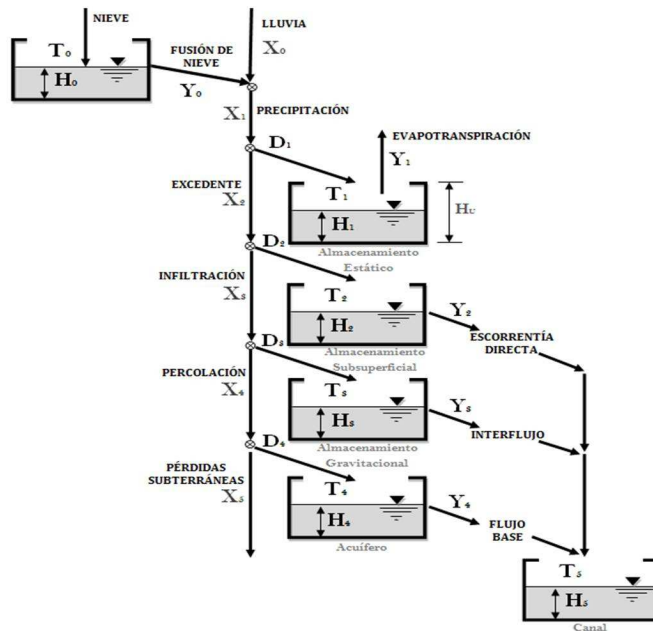 NIEVE
LLUVIA
T₀
X₀
FUSIÓN DE
NIEVE
H₀
Y₀
X₁
PRECIPITACIÓN
D₁
EVAPOTRANSPIRACIÓN
Y₁
EXCEDENTE
X₂
T₁
H₁
Hᵤ
Almacenamiento
Estático
D₂
INFILTRACIÓN
X₃
T₂
H₂
Y₂
ESCORRENTÍA
DIRECTA
Almacenamiento
Subsuperficial
D₃
PERCOLACIÓN
X₄
T₃
H₃
Y₃
INTERFLUJO
Almacenamiento
Gravitacional
D₄
PÉRDIDAS
SUBTERRÁNEAS
X₅
T₄
H₄
Y₄
FLUJO
BASE
Acuífero
T₅
H₅
Canal